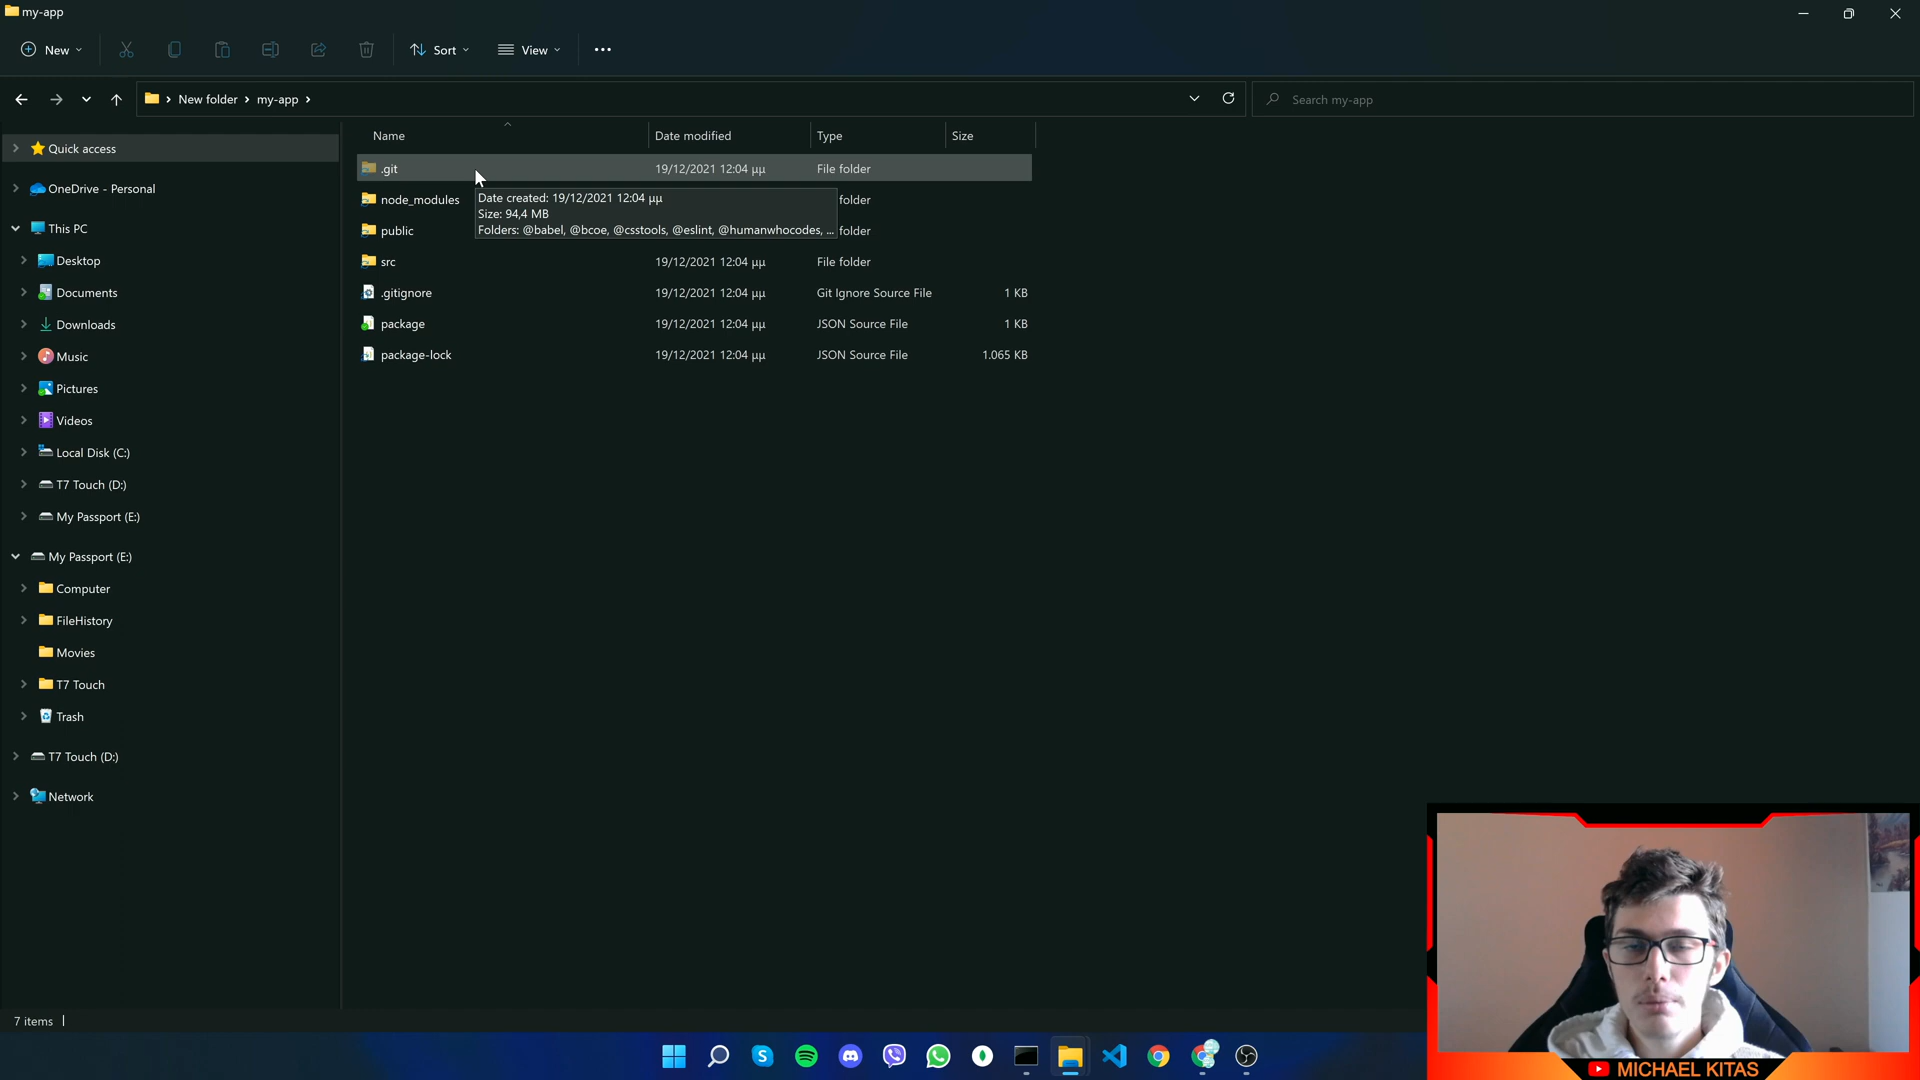 my-app
New
Sort
View
New folder
my-app
Search my-app
Name
Date modified
Type
Size
Quick access
OneDrive - Personal
This PC
Desktop
Documents
Downloads
Music
Pictures
Videos
Local Disk (C:)
T7 Touch (D:)
My Passport (E:)
My Passport (E:)
Computer
FileHistory
Movies
T7 Touch
Trash
T7 Touch (D:)
Network
.git 19/12/2021 12:04 μμ File folder
node_modules folder
Date created: 19/12/2021 12:04 μμ
Size: 94,4 MB
Folders: @babel, @bcoe, @csstools, @eslint, @humanwhocodes, ...
public folder
src 19/12/2021 12:04 μμ File folder
.gitignore 19/12/2021 12:04 μμ Git Ignore Source File 1 KB
package 19/12/2021 12:04 μμ JSON Source File 1 KB
package-lock 19/12/2021 12:04 μμ JSON Source File 1.065 KB
7 items
MICHAEL KITAS